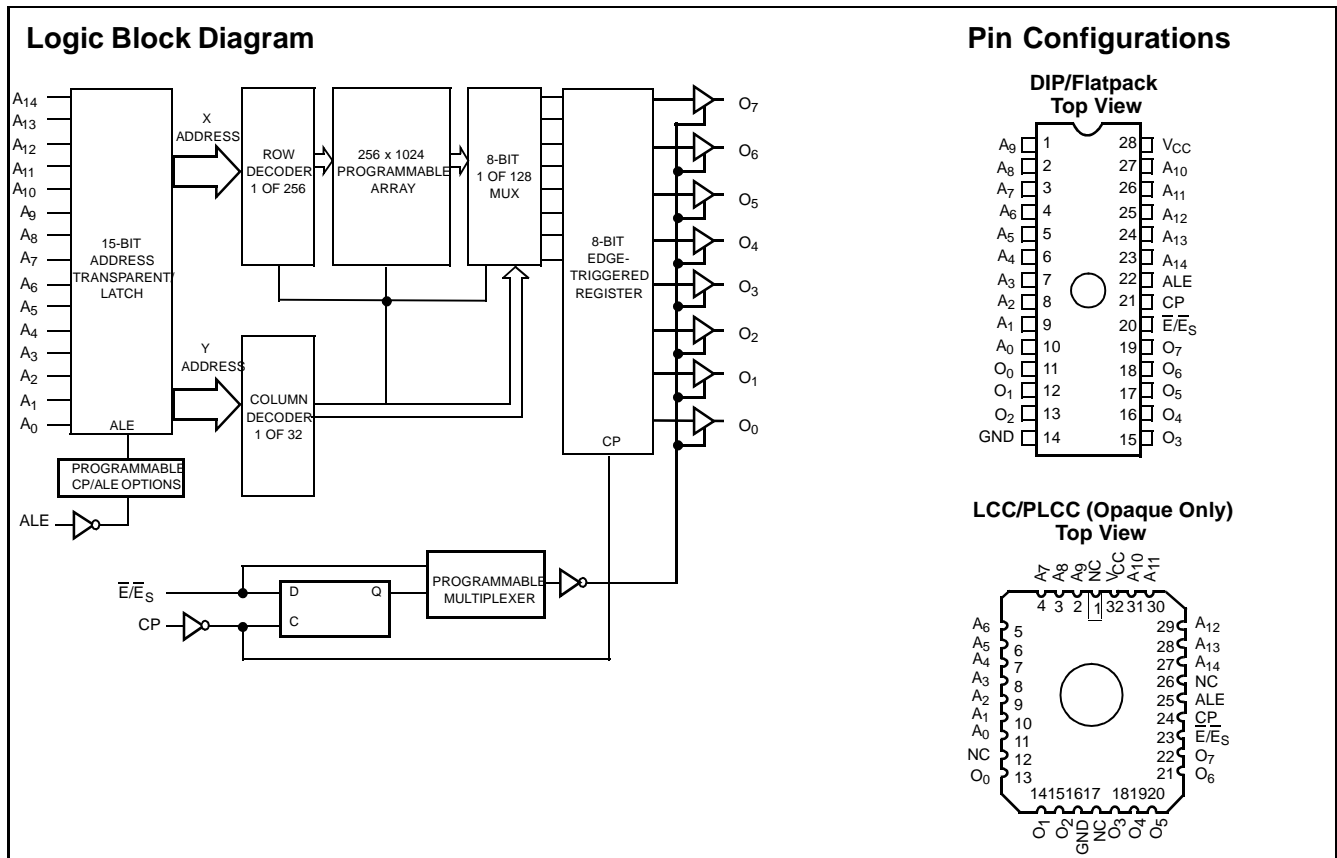 Logic Block Diagram
A14
A13
A12
A11
A10
A9
A8
A7
A6
A5
A4
A3
A2
A1
A0
15-BIT
ADDRESS
TRANSPARENT/
LATCH
ALE
PROGRAMMABLE
CP/ALE OPTIONS
ALE
X
ADDRESS
Y
ADDRESS
ROW
DECODER
1 OF 256
256 x 1024
PROGRAMMABLE
ARRAY
8-BIT
1 OF 128
MUX
COLUMN
DECODER
1 OF 32
8-BIT
EDGE-
TRIGGERED
REGISTER
CP
O7
O6
O5
O4
O3
O2
O1
O0
E̅/E̅S
CP
D Q
C
PROGRAMMABLE
MULTIPLEXER
Pin Configurations
DIP/Flatpack
Top View
A9 1 28 VCC
A8 2 27 A10
A7 3 26 A11
A6 4 25 A12
A5 5 24 A13
A4 6 23 A14
A3 7 22 ALE
A2 8 21 CP
A1 9 20 E̅/E̅S
A0 10 19 O7
O0 11 18 O6
O1 12 17 O5
O2 13 16 O4
GND 14 15 O3
LCC/PLCC (Opaque Only)
Top View
A7 A8 A9 NC VCC A10 A11
4 3 2 1 32 31 30
A6 5 29 A12
A5 6 28 A13
A4 7 27 A14
A3 8 26 NC
A2 9 25 ALE
A1 10 24 CP
A0 11 23 E̅/E̅S
NC 12 22 O7
O0 13 21 O6
14 15 16 17 18 19 20
O1 O2 GND NC O3 O4 O5